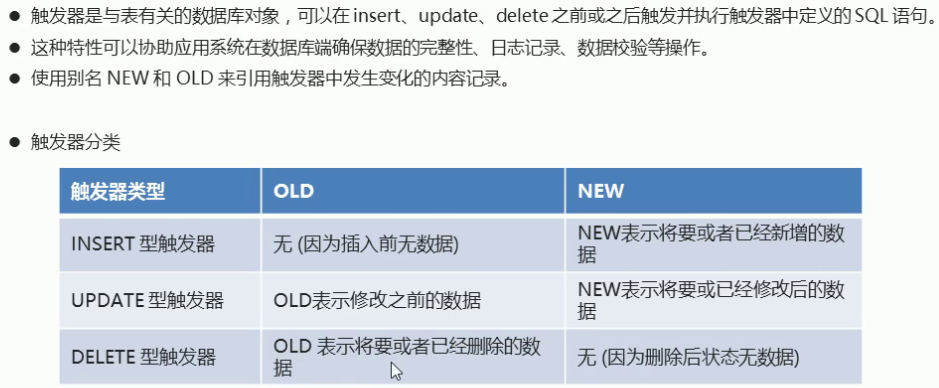 ● 触发器是与表有关的数据库对象，可以在 insert、update、delete 之前或之后触发并执行触发器中定义的 SQL 语句。
● 这种特性可以协助应用系统在数据库端确保数据的完整性、日志记录、数据校验等操作。
● 使用别名 NEW 和 OLD 来引用触发器中发生变化的内容记录。
● 触发器分类
触发器类型 OLD NEW
INSERT 型触发器 无 (因为插入前无数据) NEW表示将要或者已经新增的数
据
UPDATE 型触发器 OLD表示修改之前的数据 NEW表示将要或已经修改后的数
据
DELETE 型触发器 OLD 表示将要或者已经删除的数
据 无 (因为删除后状态无数据)